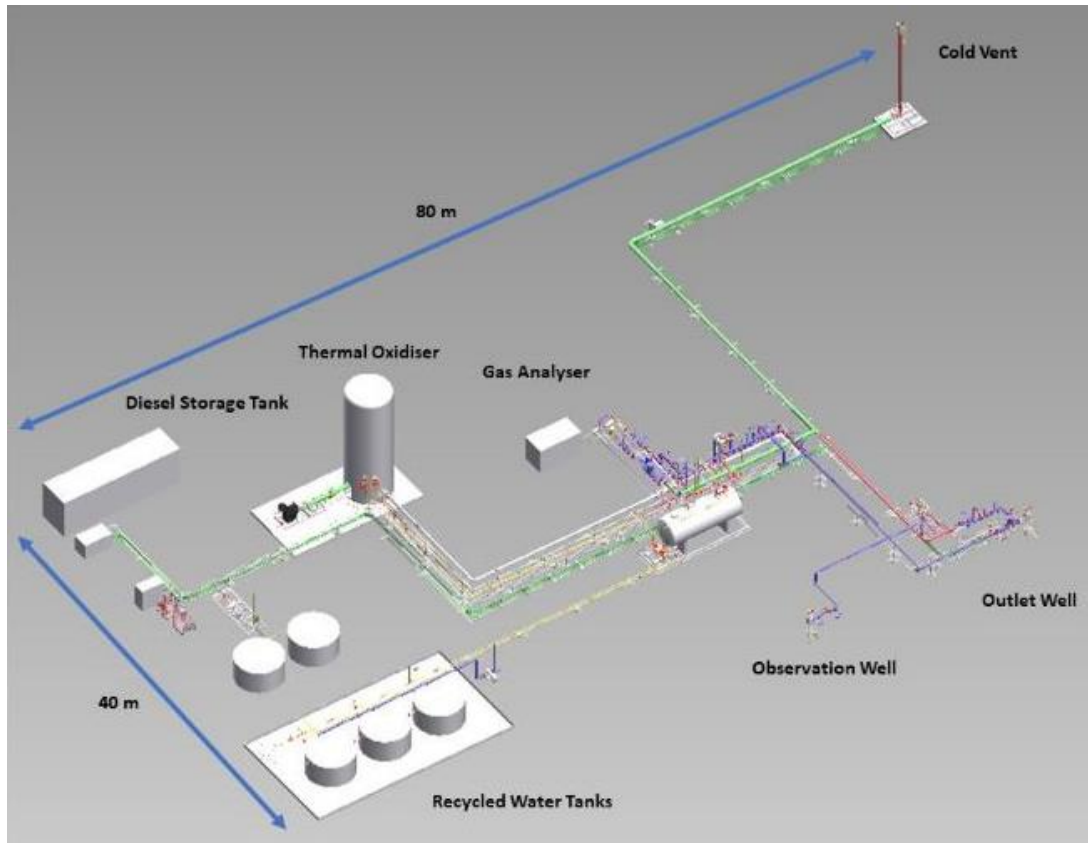 Cold Vent
80 m
Thermal Oxidiser
Gas Analyser
Diesel Storage Tank
Outlet Well
Observation Well
40 m
Recycled Water Tanks